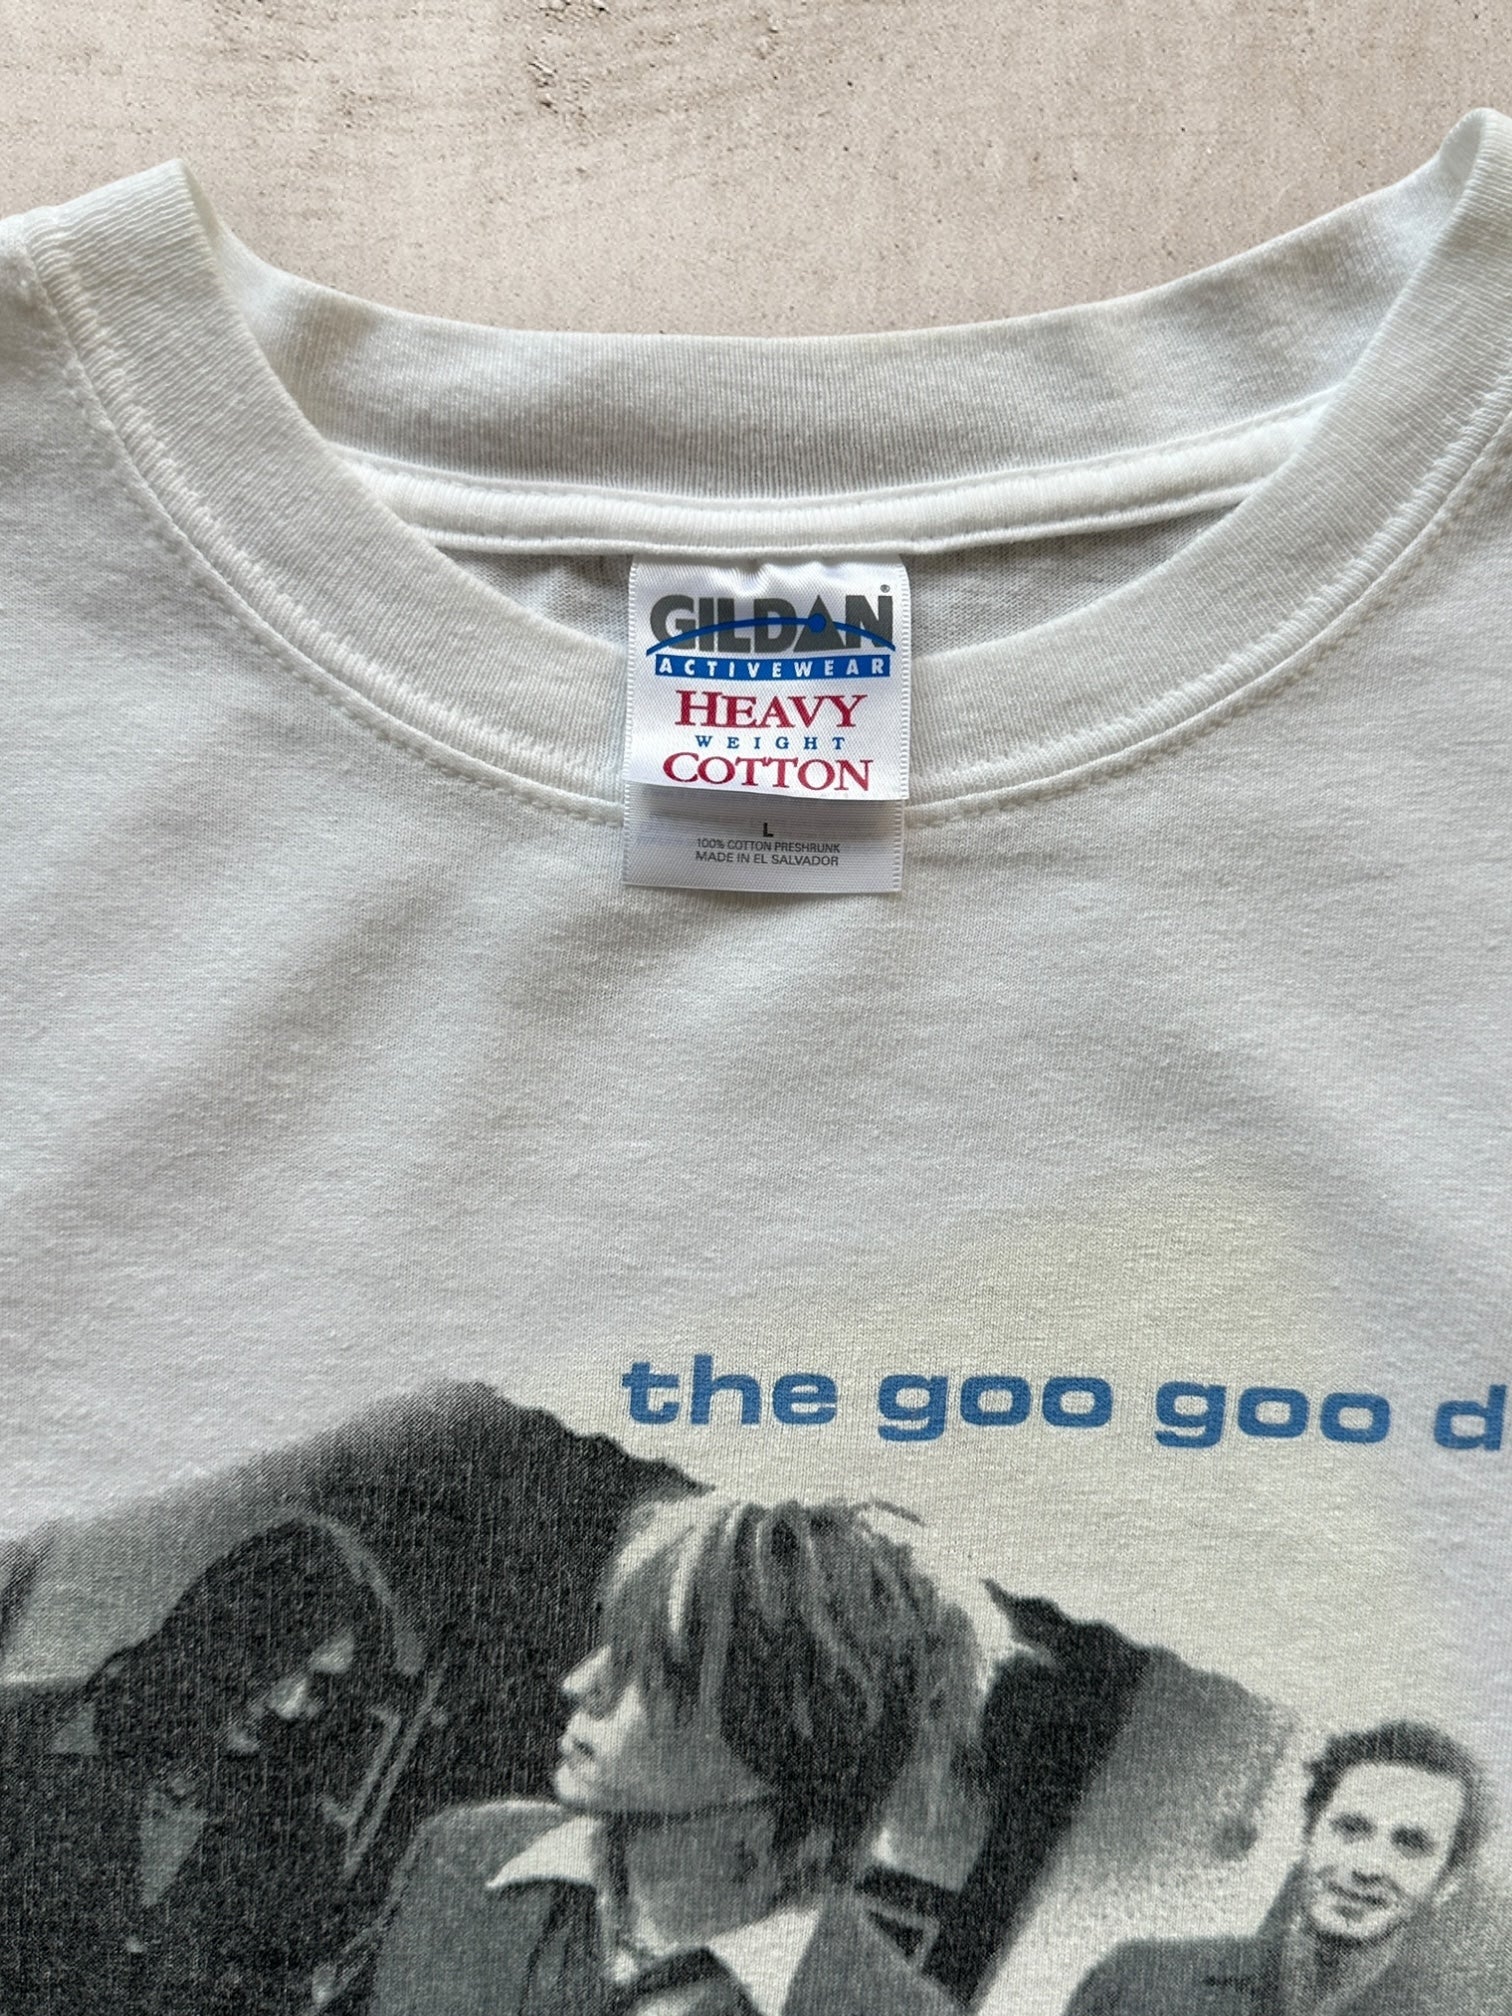 GILDAN®
ACTIVEWEAR
HEAVY
WEIGHT
COTTON
L
100% COTTON PRESHRUNK
MADE IN EL SALVADOR
the goo goo d